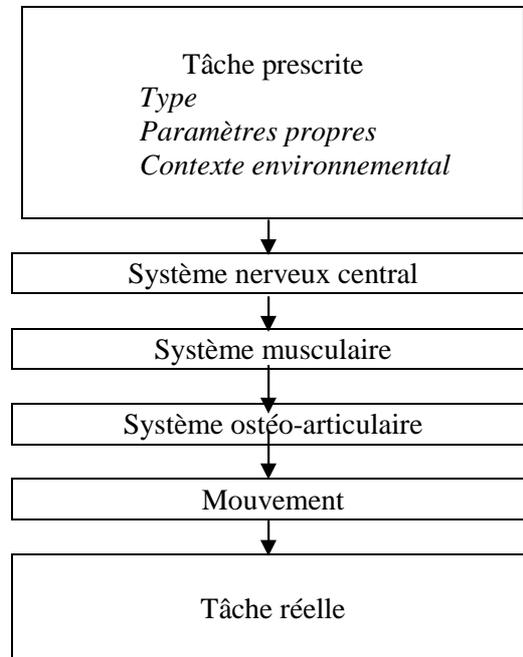 Tâche prescrite
Type
Paramètres propres
Contexte environnemental
Système nerveux central
Système musculaire
Système ostéo-articulaire
Mouvement
Tâche réelle